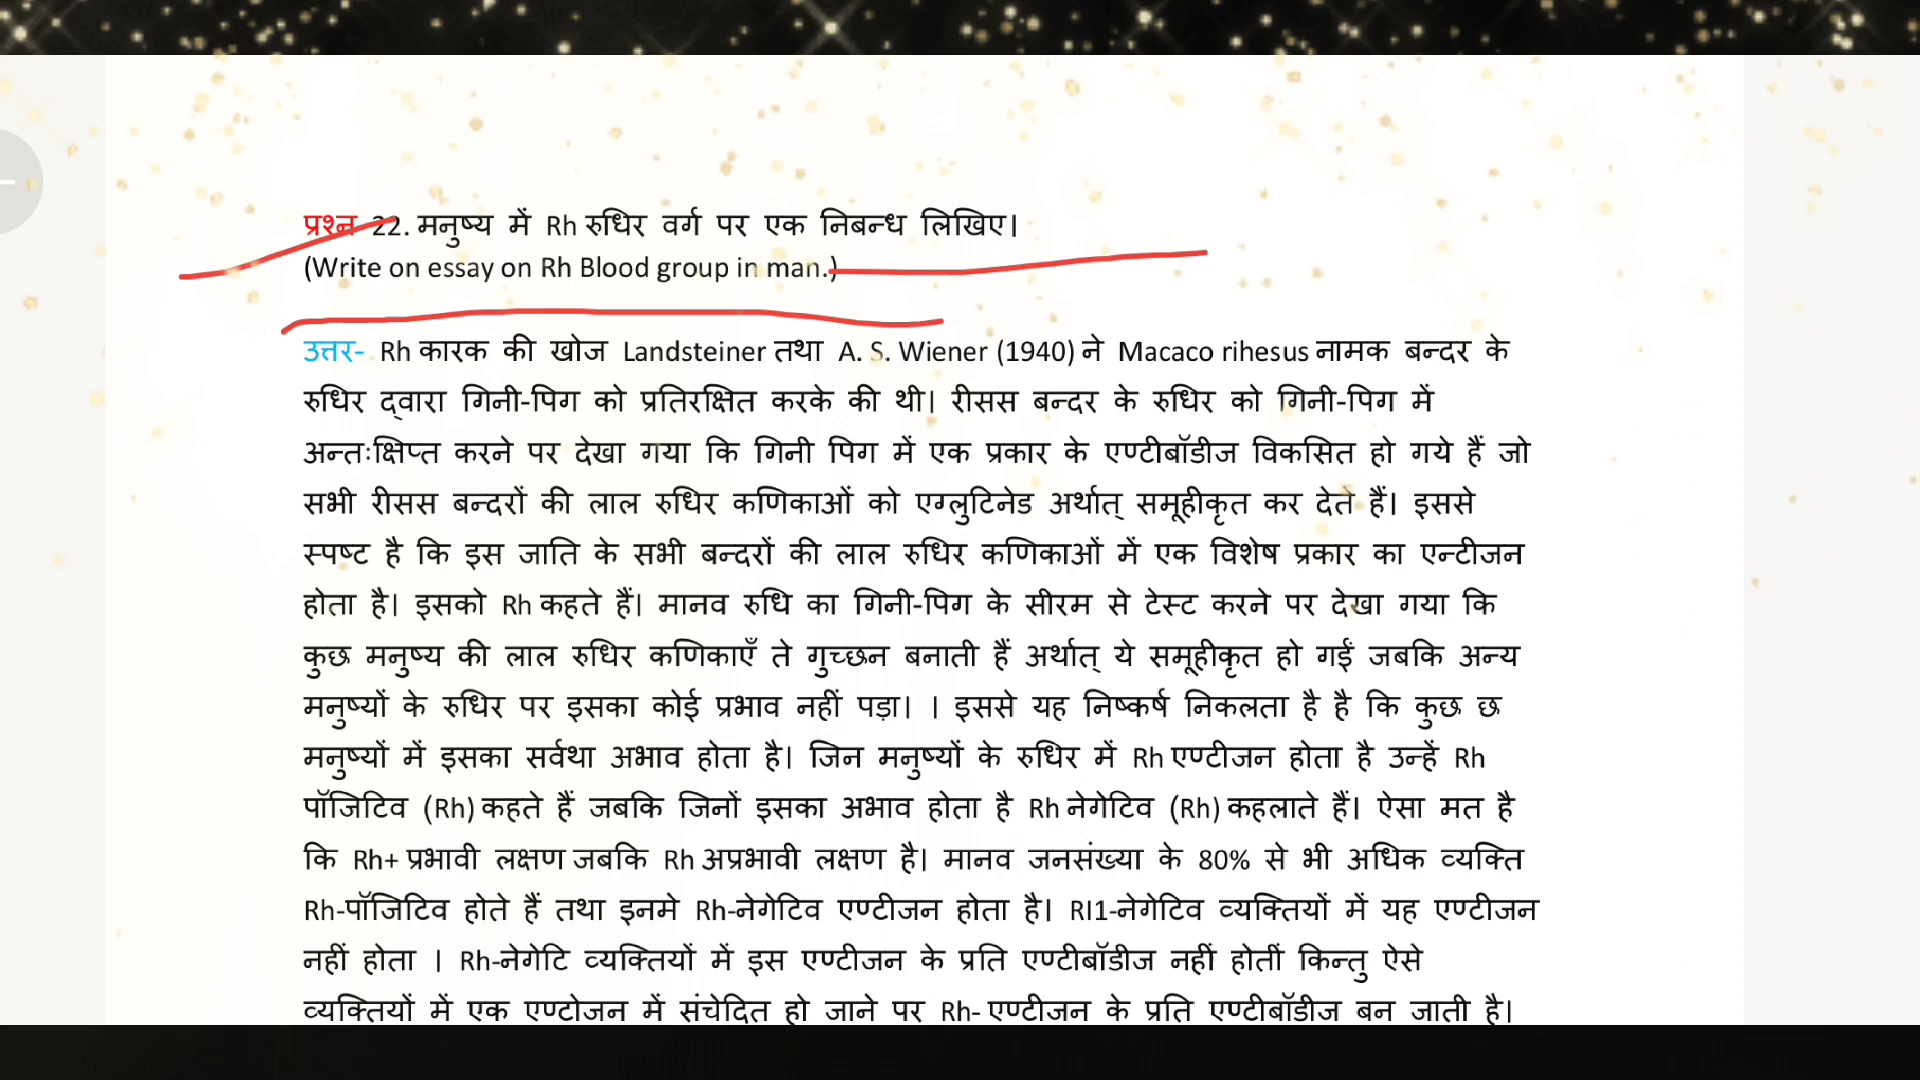 प्रश्न 22. मनुष्य में Rh रुधिर वर्ग पर एक निबन्ध लिखिए।
(Write on essay on Rh Blood group in man.)
उत्तर- Rh कारक की खोज Landsteiner तथा A. S. Wiener (1940) ने Macaco rihesus नामक बन्दर के
रुधिर द्वारा गिनी-पिग को प्रतिरक्षित करके की थी। रीसस बन्दर के रुधिर को गिनी-पिग में
अन्तःक्षिप्त करने पर देखा गया कि गिनी पिग में एक प्रकार के एण्टीबॉडीज विकसित हो गये हैं जो
सभी रीसस बन्दरों की लाल रुधिर कणिकाओं को एग्लुटिनेड अर्थात् समूहीकृत कर देते हैं। इससे
स्पष्ट है कि इस जाति के सभी बन्दरों की लाल रुधिर कणिकाओं में एक विशेष प्रकार का एन्टीजन
होता है। इसको Rh कहते हैं। मानव रुधि का गिनी-पिग के सीरम से टेस्ट करने पर देखा गया कि
कुछ मनुष्य की लाल रुधिर कणिकाएँ ते गुच्छन बनाती हैं अर्थात् ये समूहीकृत हो गईं जबकि अन्य
मनुष्यों के रुधिर पर इसका कोई प्रभाव नहीं पड़ा। । इससे यह निष्कर्ष निकलता है है कि कुछ छ
मनुष्यों में इसका सर्वथा अभाव होता है। जिन मनुष्यों के रुधिर में Rh एण्टीजन होता है उन्हें Rh
पॉजिटिव (Rh) कहते हैं जबकि जिनों इसका अभाव होता है Rh नेगेटिव (Rh) कहलाते हैं। ऐसा मत है
कि Rh+ प्रभावी लक्षण जबकि Rh अप्रभावी लक्षण है। मानव जनसंख्या के 80% से भी अधिक व्यक्ति
Rh-पॉजिटिव होते हैं तथा इनमे Rh-नेगेटिव एण्टीजन होता है। RI1-नेगेटिव व्यक्तियों में यह एण्टीजन
नहीं होता । Rh-नेगेटि व्यक्तियों में इस एण्टीजन के प्रति एण्टीबॉडीज नहीं होतीं किन्तु ऐसे
व्यक्तियों में एक एण्टोजन में संचेदित हो जाने पर Rh- एण्टीजन के प्रति एण्टीबॉडीज बन जाती है।